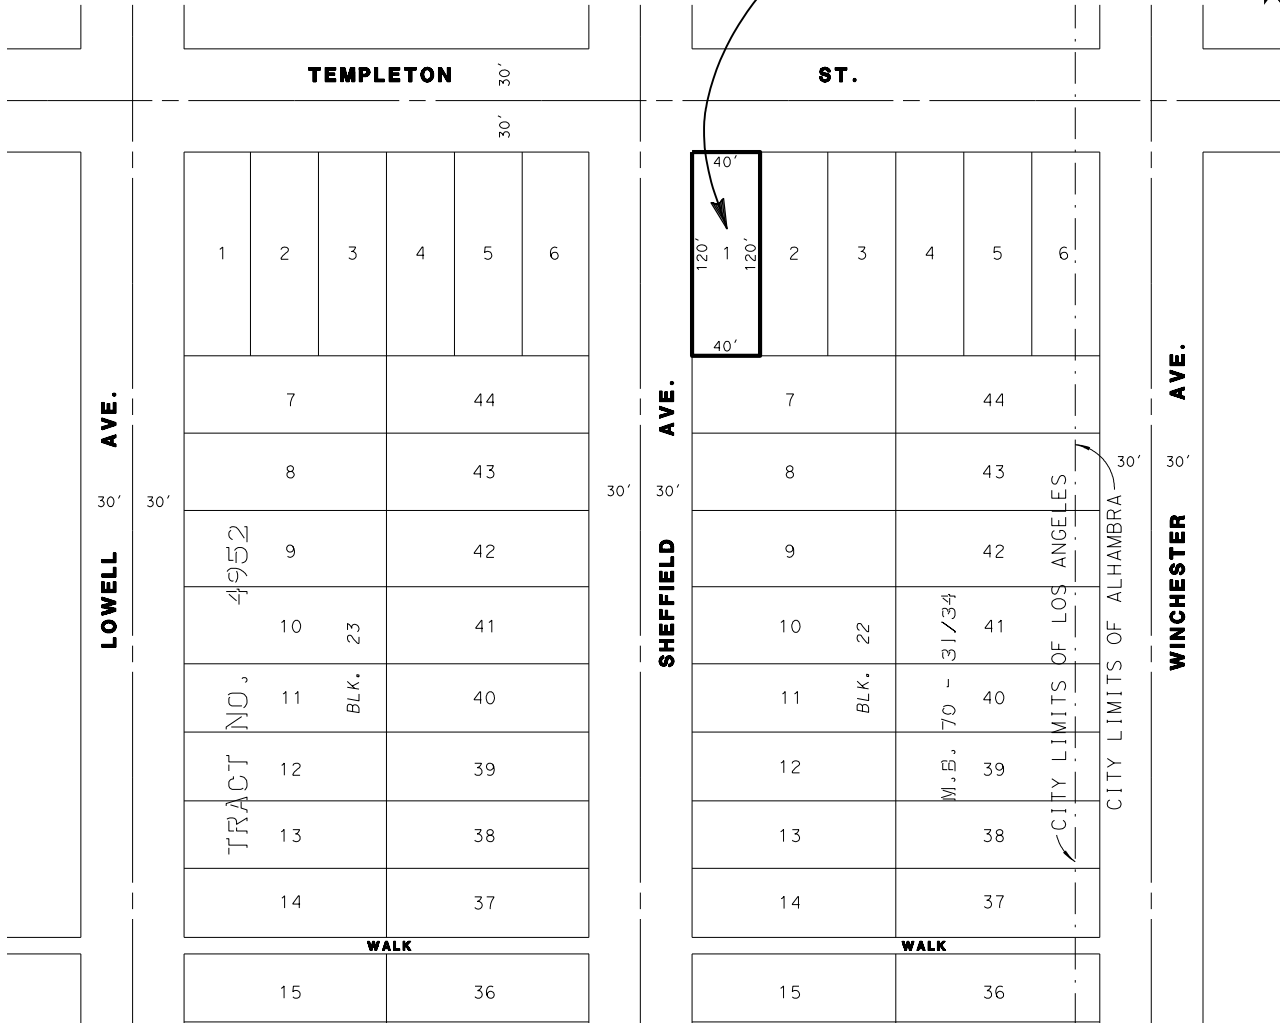 TEMPLETON ST.
30'
30'
40'
1 2 3 4 5 6
120' 1 120' 2 3 4 5 6
40'
7 44
8 43
9 42
10 41
11 40
12 39
13 38
14 37
WALK
15 36
7 44
8 43
9 42
10 41
11 40
12 39
13 38
14 37
WALK
15 36
LOWELL AVE.
30' 30'
TRACT NO. 4952
BLK. 23
SHEFFIELD AVE.
30' 30'
BLK. 22
M.B. 70 - 31/34
CITY LIMITS OF LOS ANGELES
CITY LIMITS OF ALHAMBRA
30' 30'
WINCHESTER AVE.